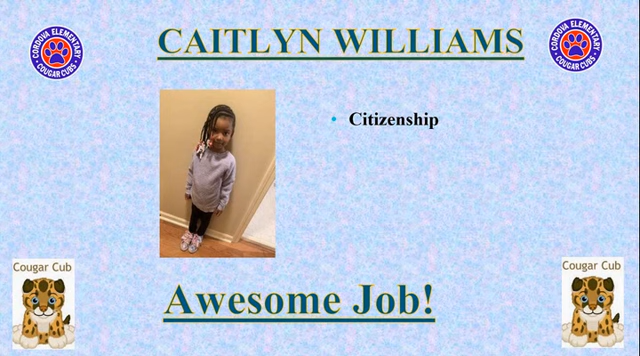 CAITLYN WILLIAMS
CORDOVA ELEMENTARY
COUGAR CUBS
CORDOVA ELEMENTARY
COUGAR CUBS
• Citizenship
Cougar Cub
Cougar Cub
Awesome Job!